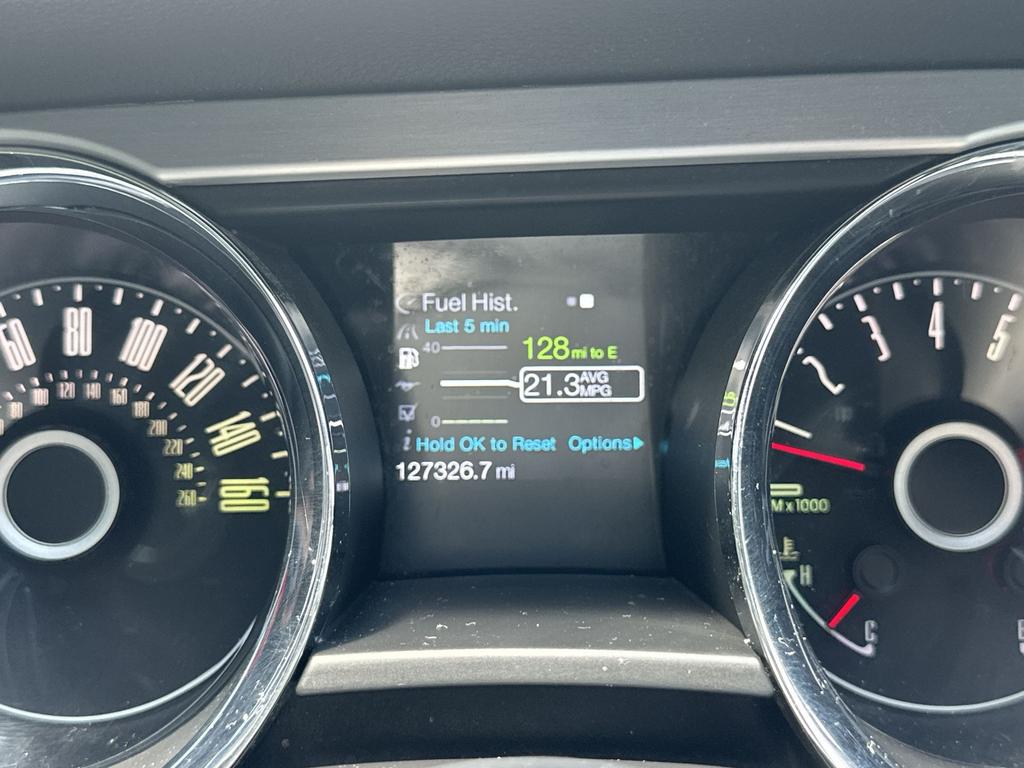 Fuel Hist.
Last 5 min
40
128 mi to E
21.3 AVG MPG
0
Hold OK to Reset Options
127326.7 mi
60
80
100
120
140
160
80
100
120
140
160
180
200
220
240
260
2
3
4
5
x1000
H
C